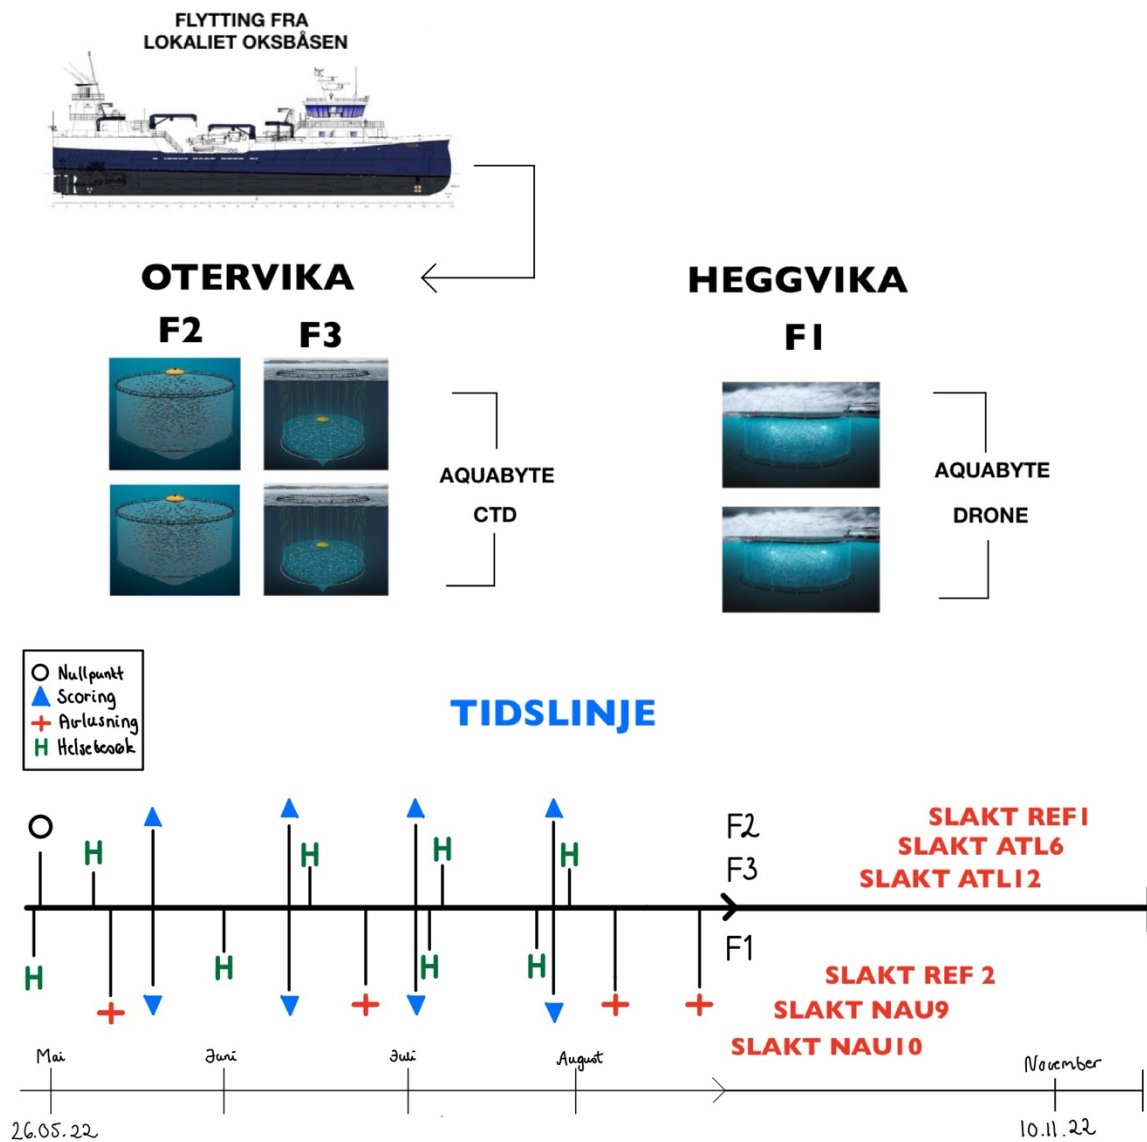 FLYTTING FRA
LOKALIET OKSBÅSEN
OTERVIKA
HEGGVIKA
F2
F3
F1
AQUABYTE
CTD
AQUABYTE
DRONE
O Nullpunkt
Scoring
+ Avlusning
H Helsebesøk
TIDSLINJE
H
H
H
H
F2
F3
SLAKT REF1
SLAKT ATL6
SLAKT ATL12
H
H
H
H
F1
SLAKT REF 2
SLAKT NAU9
SLAKT NAU10
Mai
Juni
Juli
August
November
26.05.22
10.11.22